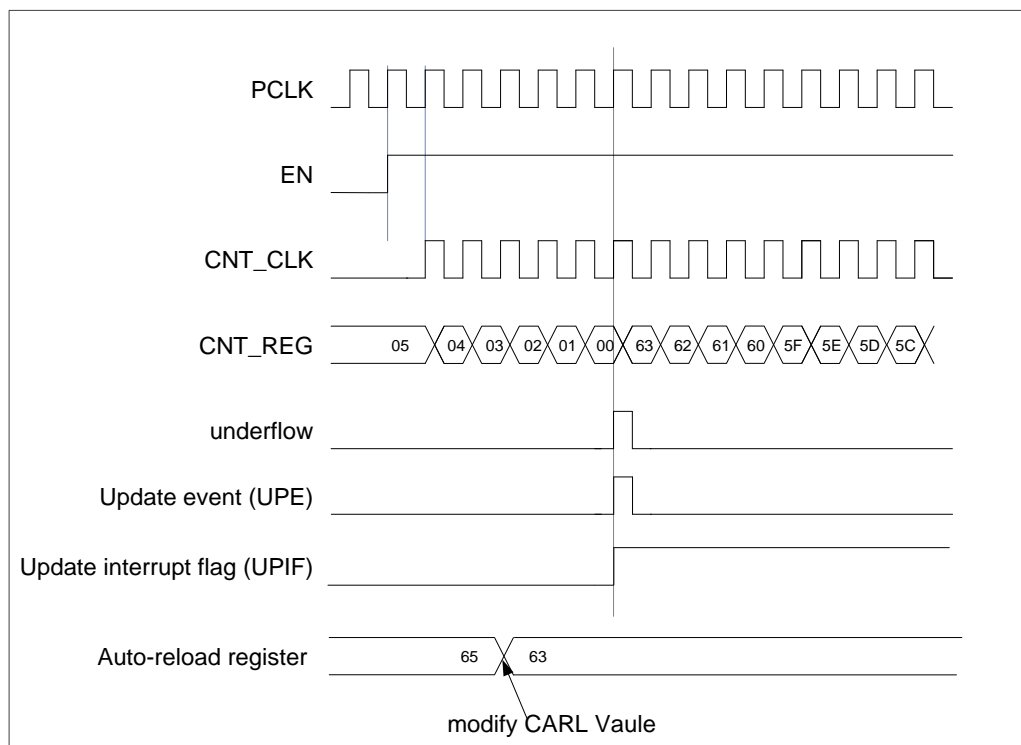 PCLK
EN
CNT_CLK
CNT_REG 05 04 03 02 01 00 63 62 61 60 5F 5E 5D 5C
underflow
Update event (UPE)
Update interrupt flag (UPIF)
Auto-reload register 65 63
modify CARL Vaule